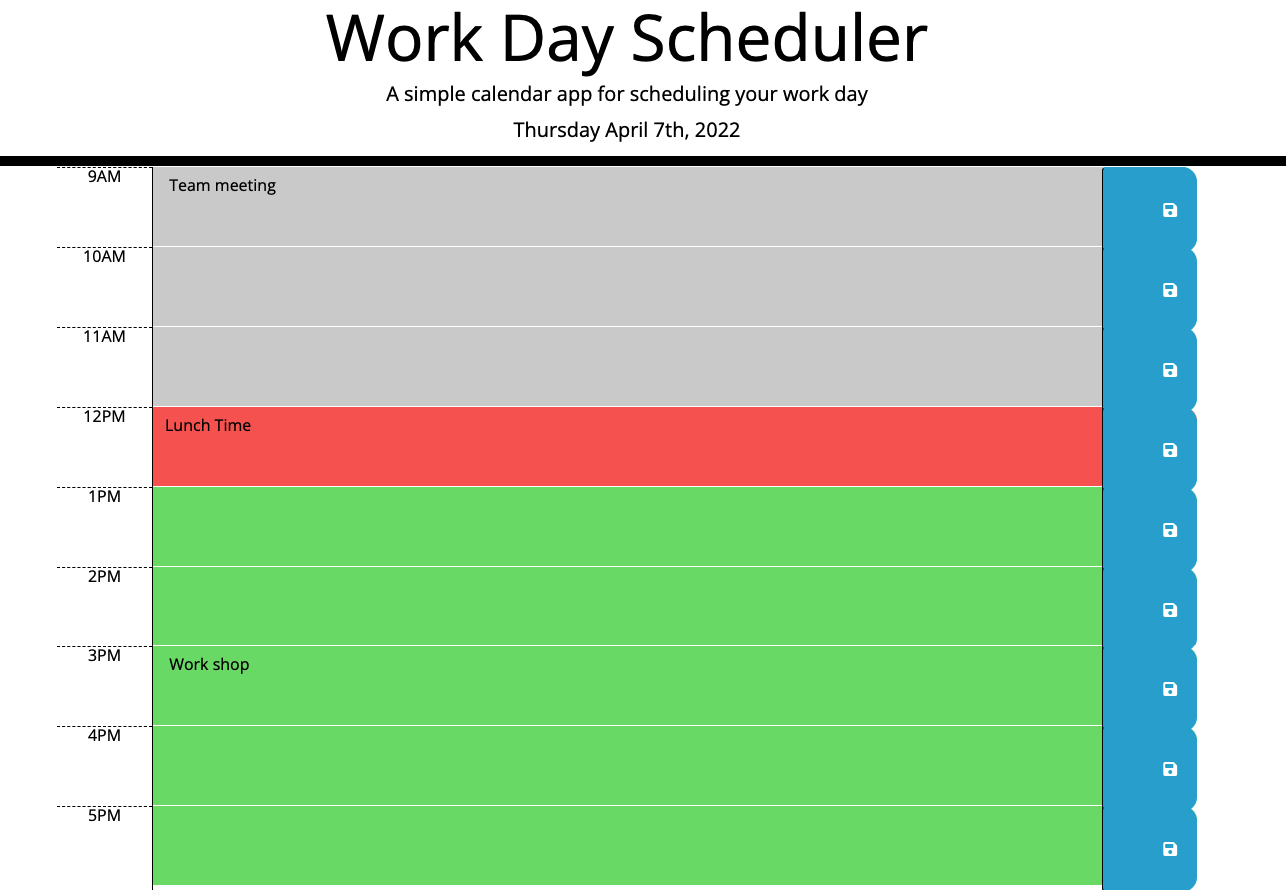 Work Day Scheduler
A simple calendar app for scheduling your work day
Thursday April 7th, 2022
9AM Team meeting
10AM
11AM
12PM Lunch Time
1PM
2PM
3PM Work shop
4PM
5PM